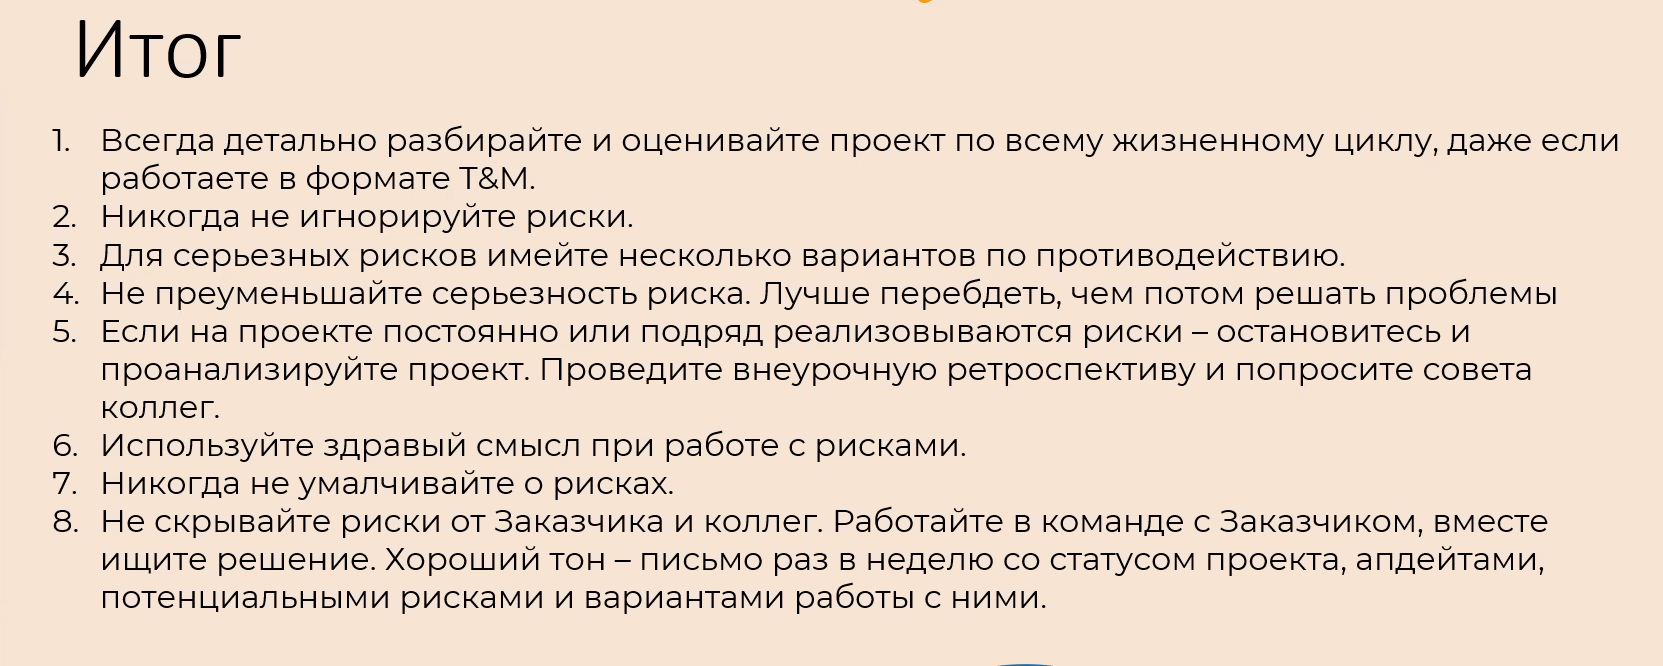 Итог
1. Всегда детально разбирайте и оценивайте проект по всему жизненному циклу, даже если
работаете в формате T&M.
2. Никогда не игнорируйте риски.
3. Для серьезных рисков имейте несколько вариантов по противодействию.
4. Не преуменьшайте серьезность риска. Лучше перебдеть, чем потом решать проблемы
5. Если на проекте постоянно или подряд реализовываются риски – остановитесь и
проанализируйте проект. Проведите внеурочную ретроспективу и попросите совета
коллег.
6. Используйте здравый смысл при работе с рисками.
7. Никогда не умалчивайте о рисках.
8. Не скрывайте риски от Заказчика и коллег. Работайте в команде с Заказчиком, вместе
ищите решение. Хороший тон – письмо раз в неделю со статусом проекта, апдейтами,
потенциальными рисками и вариантами работы с ними.